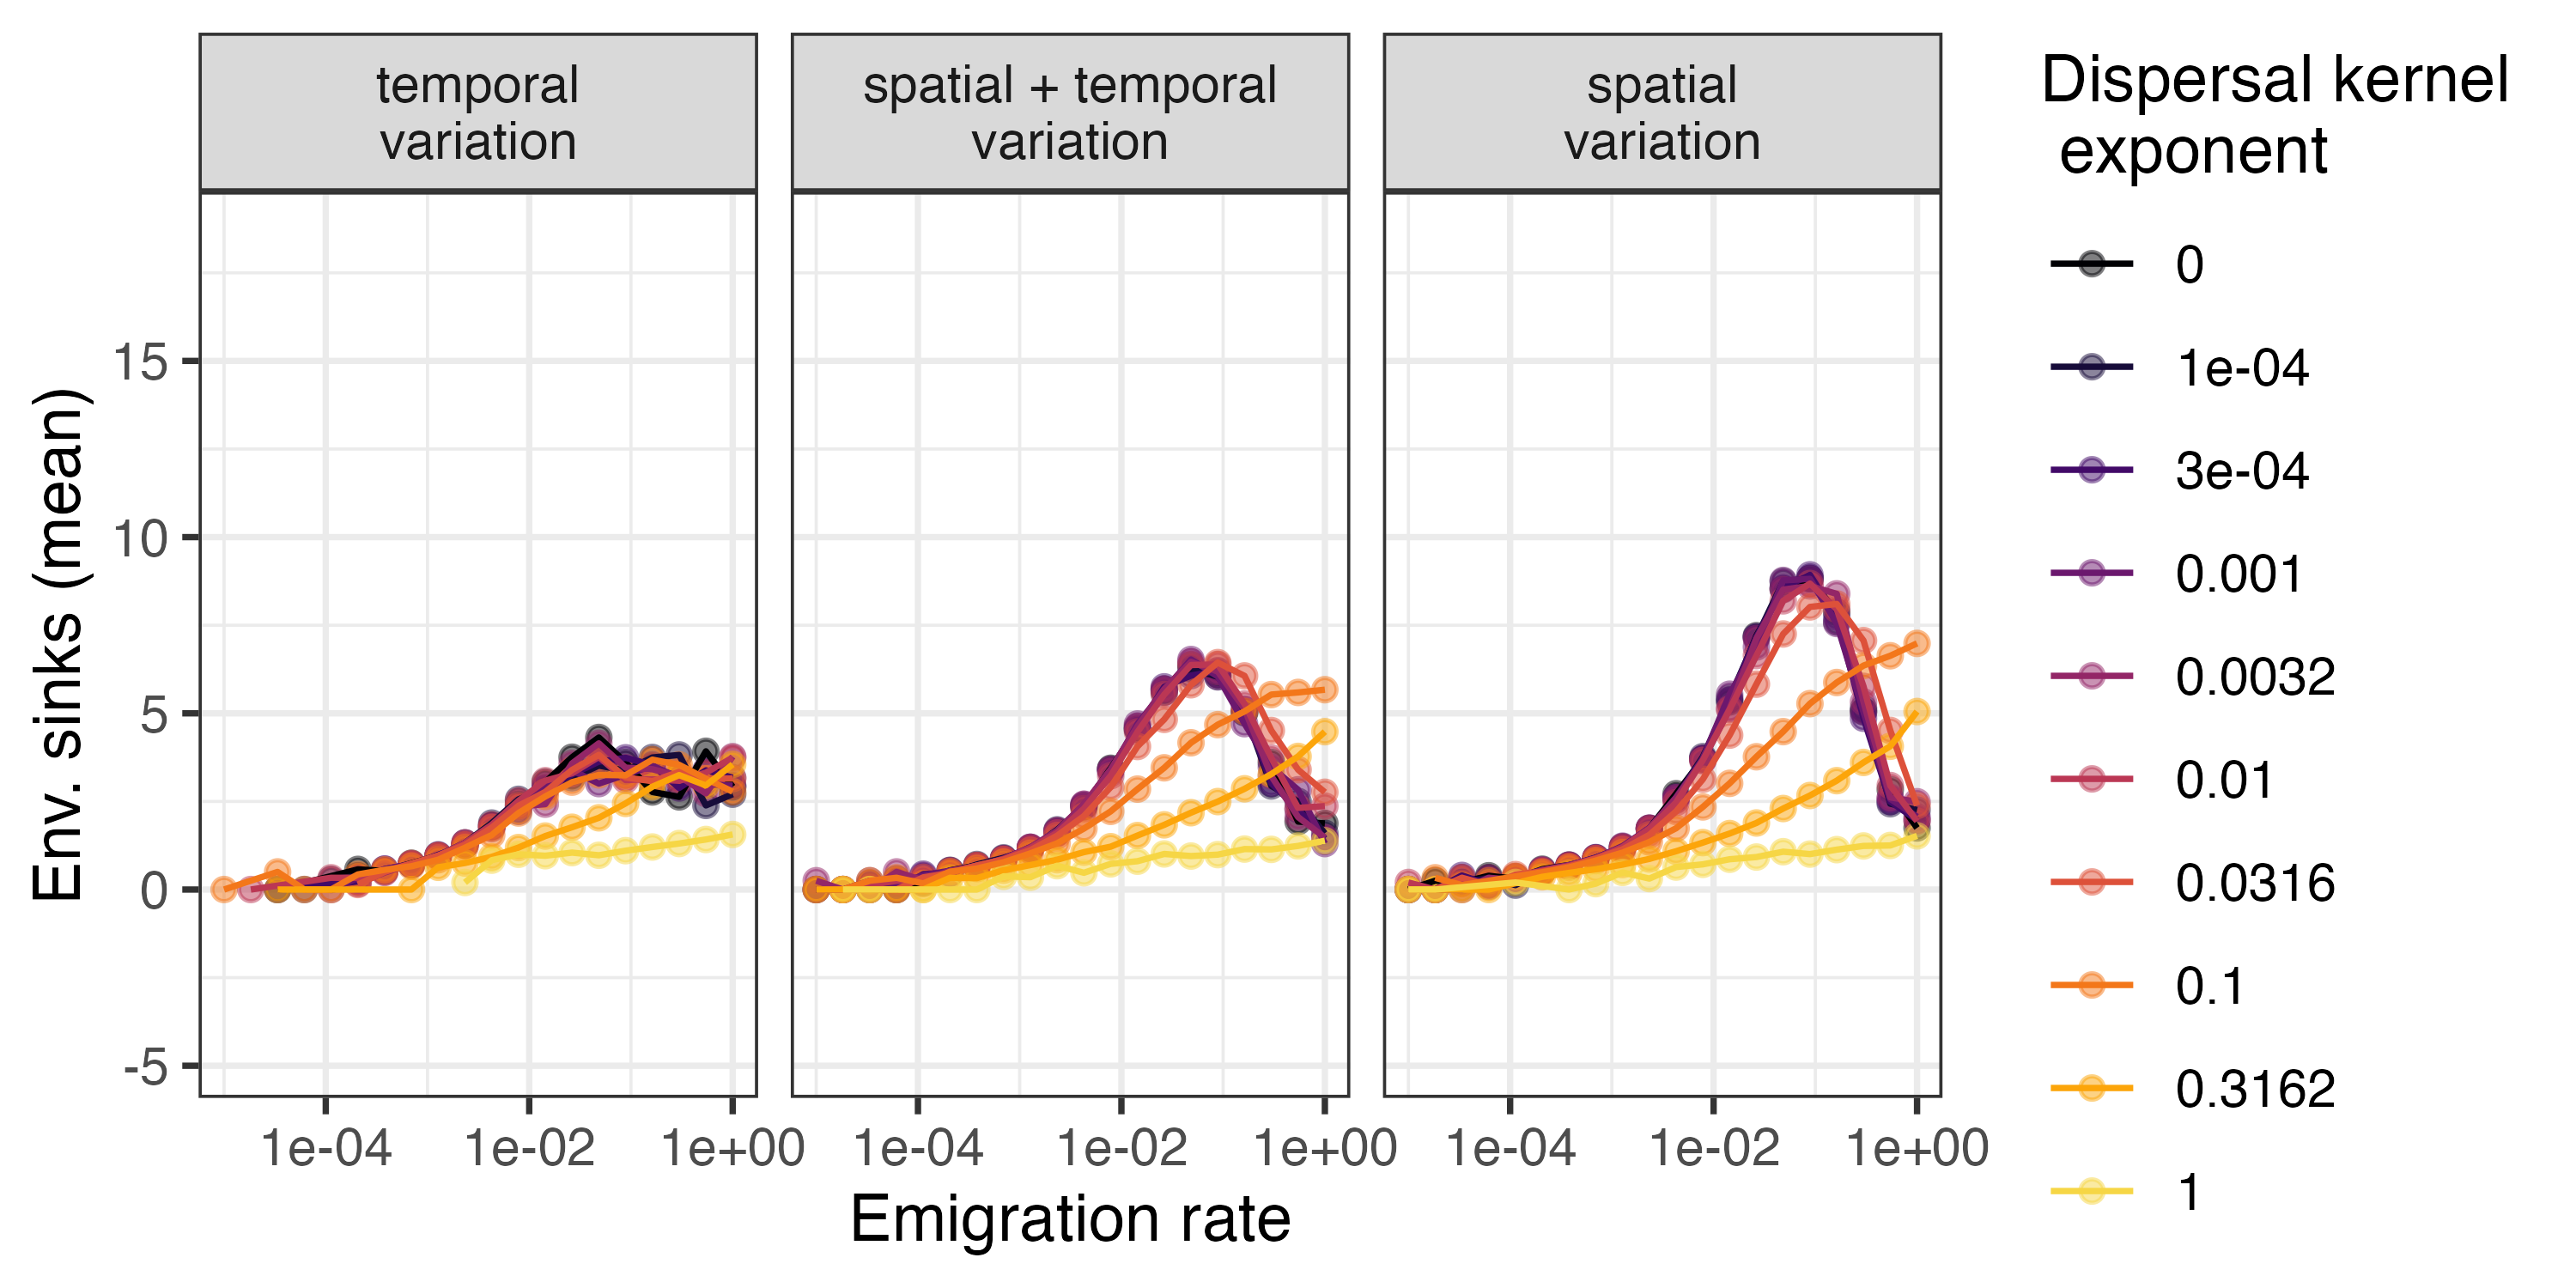 temporal
variation
spatial + temporal
variation
spatial
variation
Env. sinks (mean)
15
10
5
0
-5
1e-04
1e-02
1e+00
1e-04
1e-02
1e+00
1e-04
1e-02
1e+00
Emigration rate
Dispersal kernel
exponent
0
1e-04
3e-04
0.001
0.0032
0.01
0.0316
0.1
0.3162
1